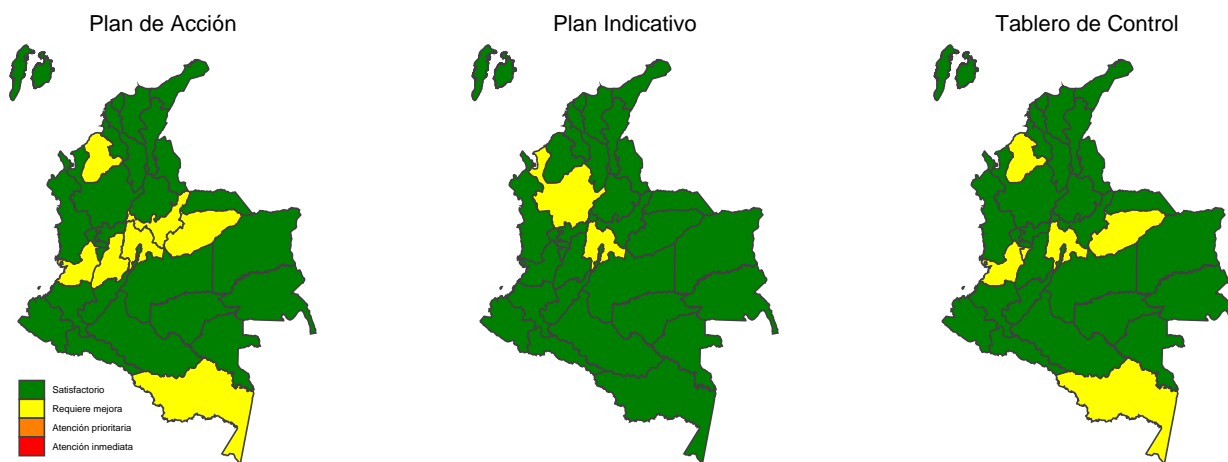 Plan de Acción
Plan Indicativo
Tablero de Control
Satisfactorio
Requiere mejora
Atención prioritaria
Atención inmediata